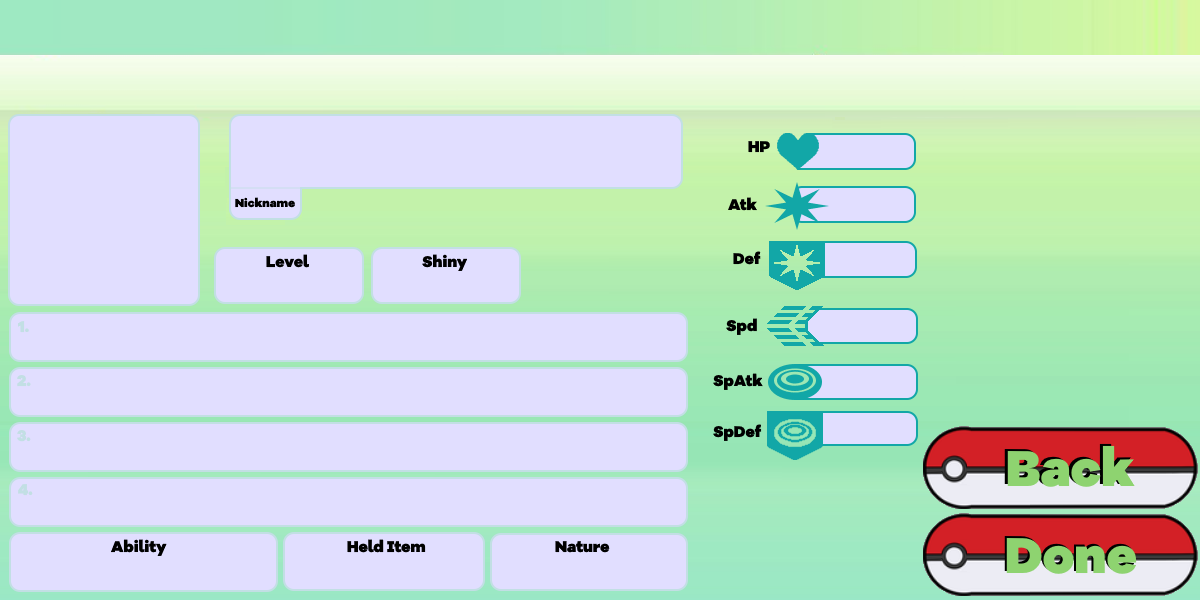 Nickname
Level
Shiny
1.
2.
3.
4.
Ability
Held Item
Nature
HP
Atk
Def
Spd
SpAtk
SpDef
Back
Done